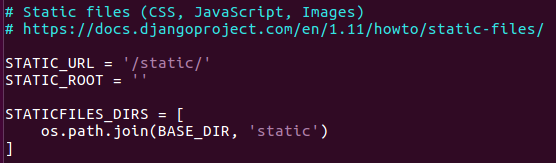 # Static files (CSS, JavaScript, Images)
# https://docs.djangoproject.com/en/1.11/howto/static-files/
STATIC_URL = '/static/'
STATIC_ROOT = ''
STATICFILES_DIRS = [
    os.path.join(BASE_DIR, 'static')
]